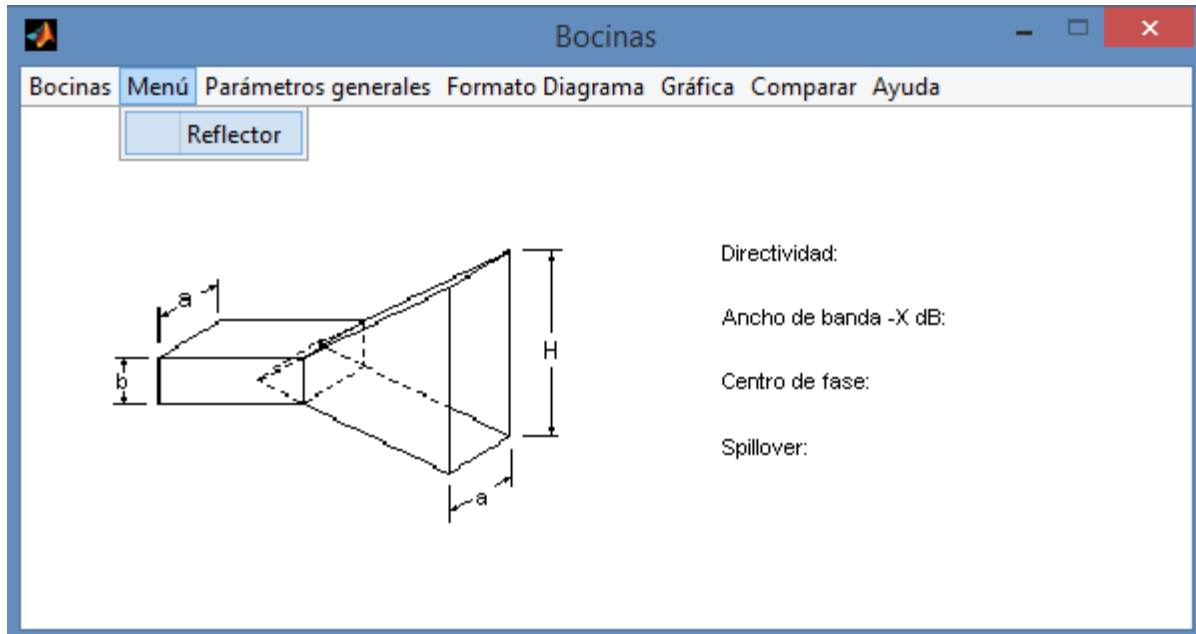 Bocinas
Bocinas Menú Parámetros generales Formato Diagrama Gráfica Comparar Ayuda
Reflector
a
b
H
a
Directividad:
Ancho de banda -X dB:
Centro de fase:
Spillover: